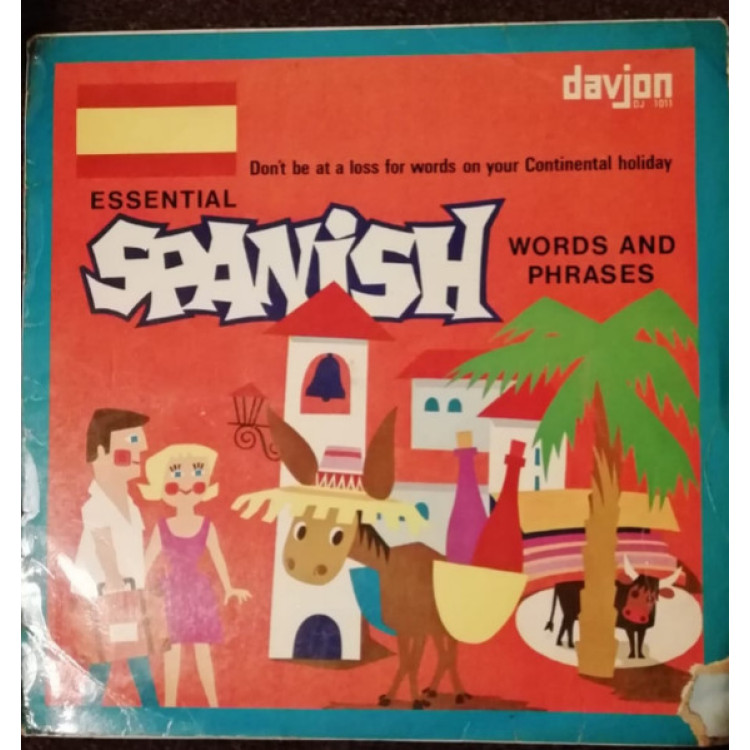 davjon
DJ 1011
Don't be at a loss for words on your Continental holiday
ESSENTIAL
SPANiSH
WORDS AND
PHRASES